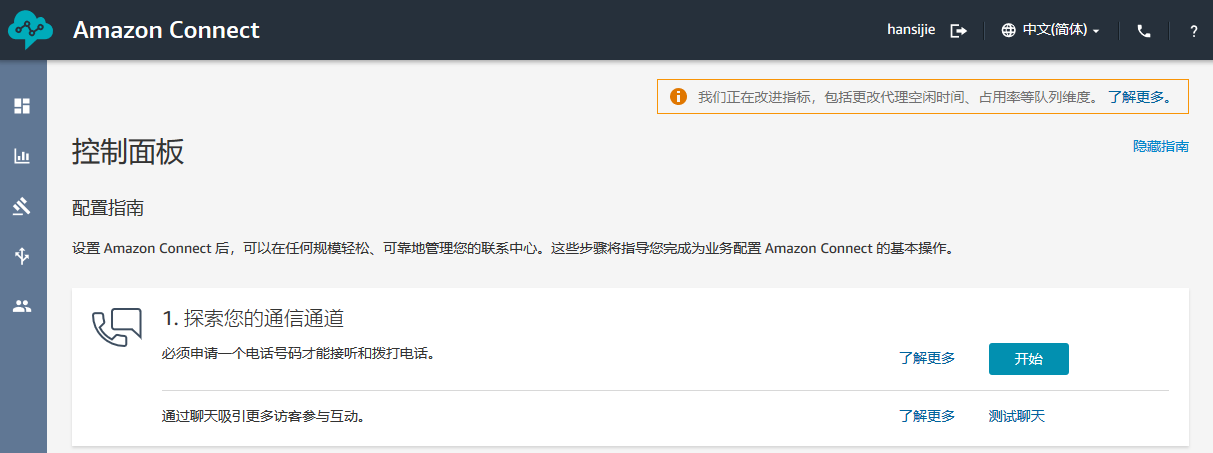 Amazon Connect
hansijie
中文(简体)
?
我们正在改进指标，包括更改代理空闲时间、占用率等队列维度。 了解更多。
控制面板
隐藏指南
配置指南
设置 Amazon Connect 后，可以在任何规模轻松、可靠地管理您的联系中心。这些步骤将指导您完成为业务配置 Amazon Connect 的基本操作。
1. 探索您的通信通道
必须申请一个电话号码才能接听和拨打电话。
了解更多 开始
通过聊天吸引更多访客参与互动。
了解更多 测试聊天